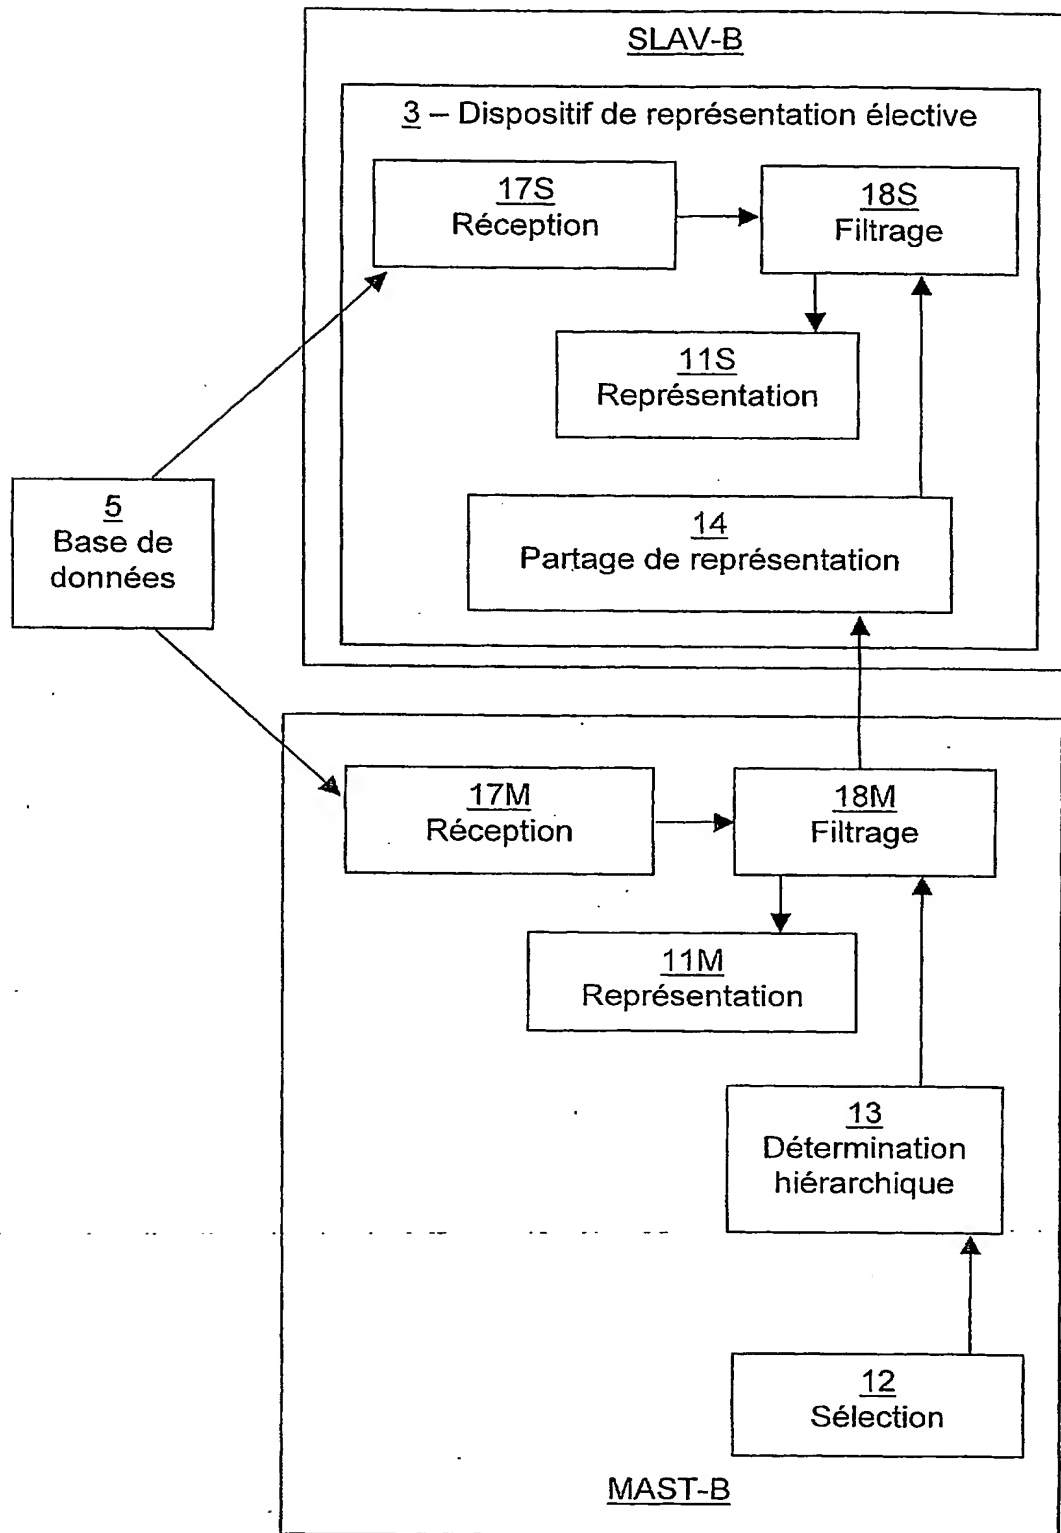 SLAV-B
3 – Dispositif de représentation élective
17S
Réception
18S
Filtrage
11S
Représentation
5
Base de
données
14
Partage de représentation
17M
Réception
18M
Filtrage
11M
Représentation
13
Détermination
hiérarchique
12
Sélection
MAST-B